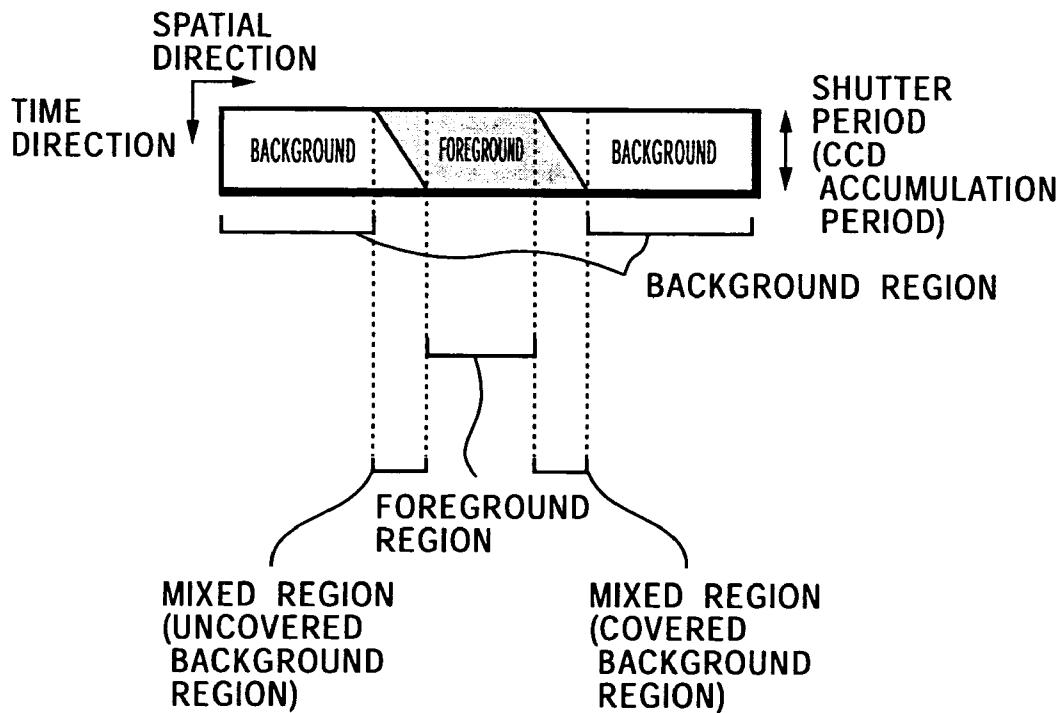 SPATIAL
DIRECTION
TIME
DIRECTION
BACKGROUND
FOREGROUND
BACKGROUND
SHUTTER
PERIOD
(CCD
ACCUMULATION
PERIOD)
BACKGROUND REGION
FOREGROUND
REGION
MIXED REGION
(UNCOVERED
BACKGROUND
REGION)
MIXED REGION
(COVERED
BACKGROUND
REGION)